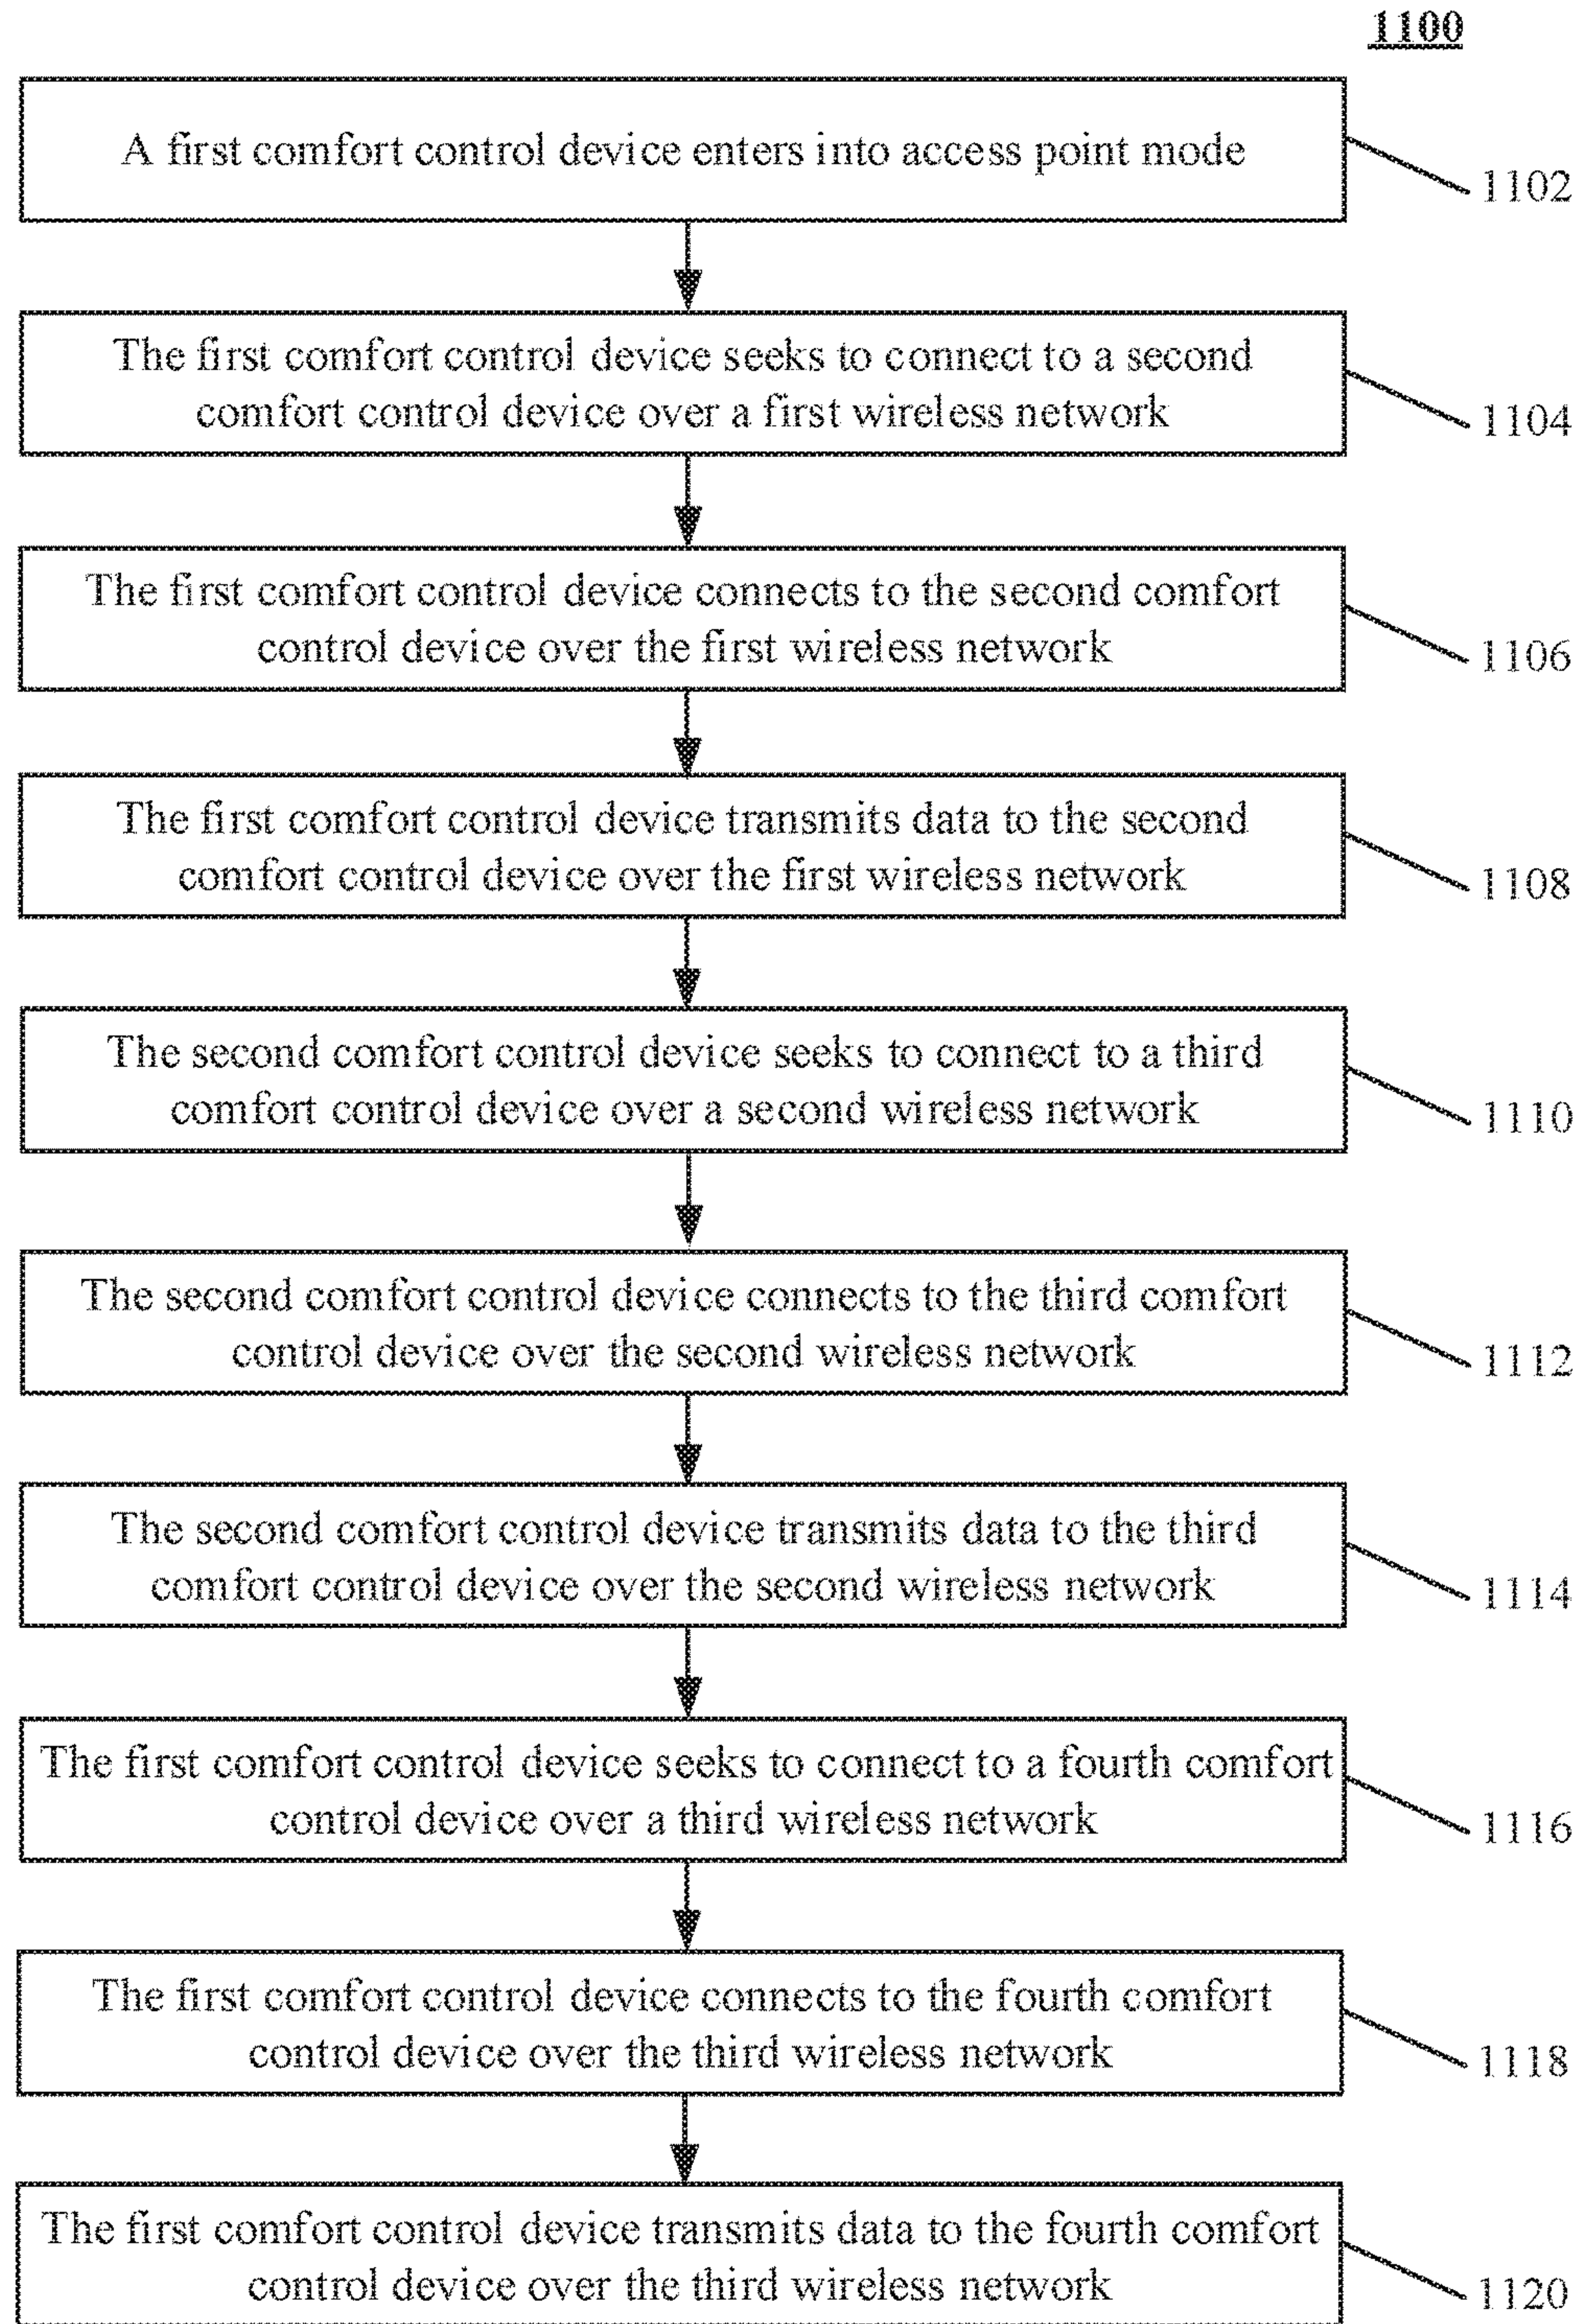 1100
A first comfort control device enters into access point mode
1102
The first comfort control device seeks to connect to a second
comfort control device over a first wireless network
1104
The first comfort control device connects to the second comfort
control device over the first wireless network
1106
The first comfort control device transmits data to the second
comfort control device over the first wireless network
1108
The second comfort control device seeks to connect to a third
comfort control device over a second wireless network
1110
The second comfort control device connects to the third comfort
control device over the second wireless network
1112
The second comfort control device transmits data to the third
comfort control device over the second wireless network
1114
The first comfort control device seeks to connect to a fourth comfort
control device over a third wireless network
1116
The first comfort control device connects to the fourth comfort
control device over the third wireless network
1118
The first comfort control device transmits data to the fourth comfort
control device over the third wireless network
1120